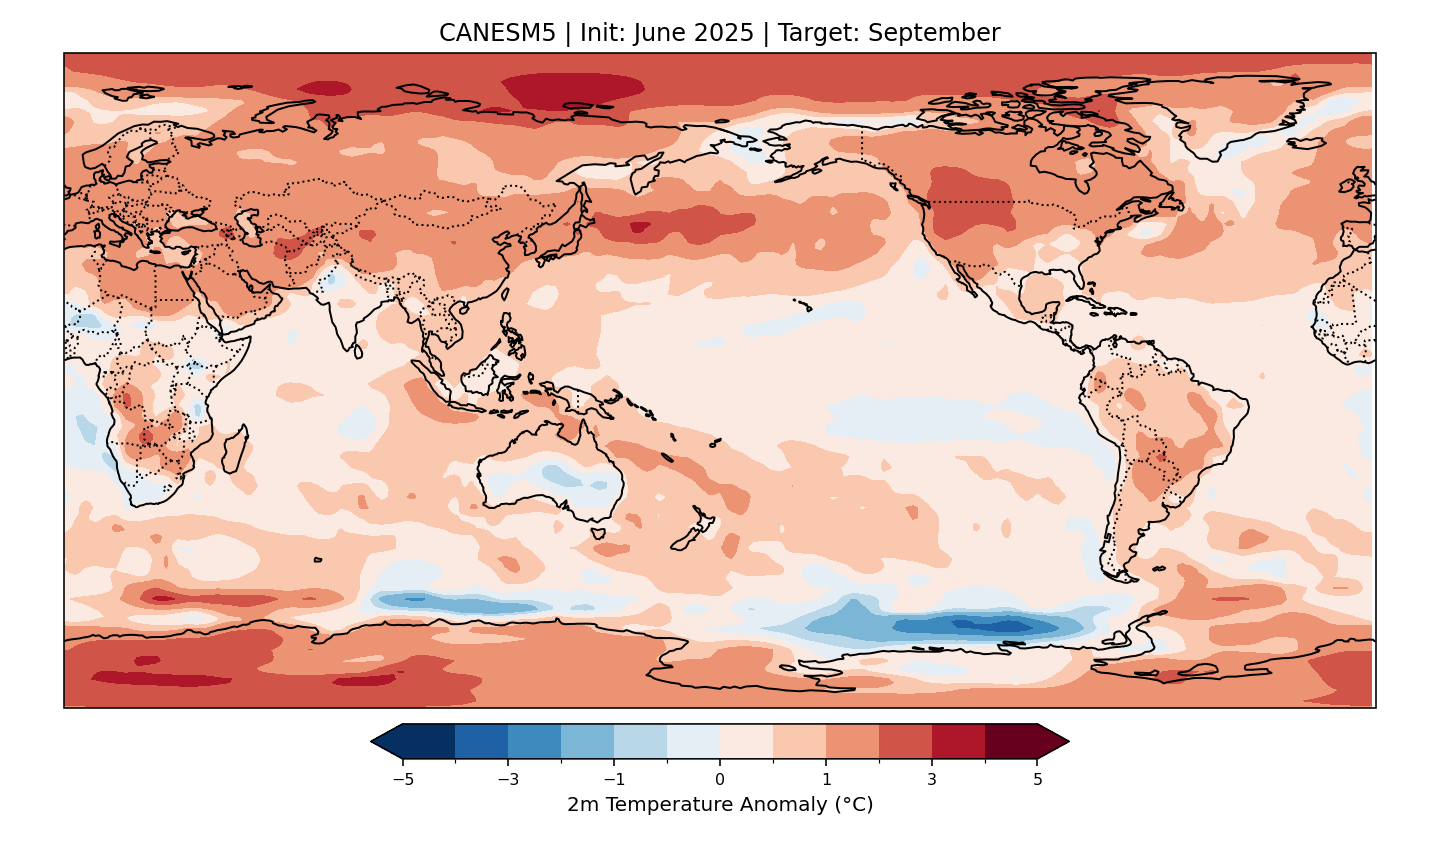 CANESM5 | Init: June 2025 | Target: September
−5 −3 −1 0 1 3 5
2m Temperature Anomaly (°C)